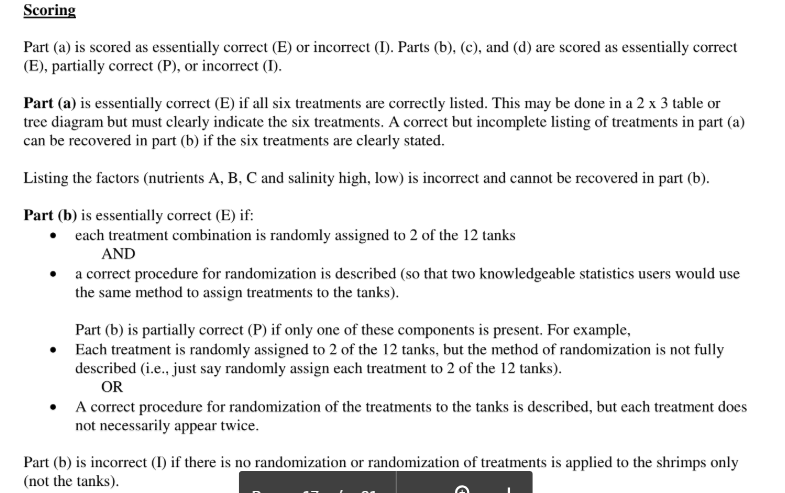 Scoring
Part (a) is scored as essentially correct (E) or incorrect (I). Parts (b), (c), and (d) are scored as essentially correct
(E), partially correct (P), or incorrect (I).
Part (a) is essentially correct (E) if all six treatments are correctly listed. This may be done in a 2 x 3 table or
tree diagram but must clearly indicate the six treatments. A correct but incomplete listing of treatments in part (a)
can be recovered in part (b) if the six treatments are clearly stated.
Listing the factors (nutrients A, B, C and salinity high, low) is incorrect and cannot be recovered in part (b).
Part (b) is essentially correct (E) if:
• each treatment combination is randomly assigned to 2 of the 12 tanks
AND
• a correct procedure for randomization is described (so that two knowledgeable statistics users would use
the same method to assign treatments to the tanks).
Part (b) is partially correct (P) if only one of these components is present. For example,
• Each treatment is randomly assigned to 2 of the 12 tanks, but the method of randomization is not fully
described (i.e., just say randomly assign each treatment to 2 of the 12 tanks).
OR
• A correct procedure for randomization of the treatments to the tanks is described, but each treatment does
not necessarily appear twice.
Part (b) is incorrect (I) if there is no randomization or randomization of treatments is applied to the shrimps only
(not the tanks).